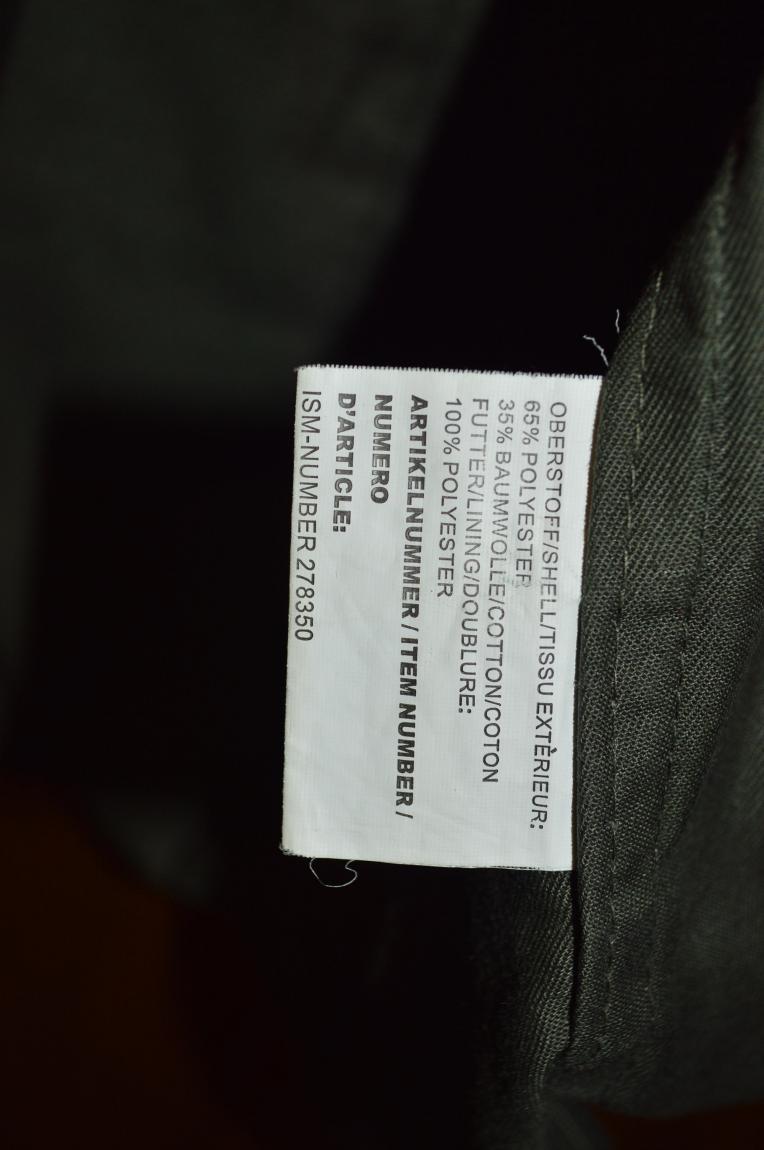 OBERSTOFF/SHELL/TISSU EXTÈRIEUR:
65% POLYESTER
35% BAUMWOLLE/COTTON/COTON
FUTTER/LINING/DOUBLURE:
100% POLYESTER
ARTIKELNUMMER / ITEM NUMBER /
NUMERO
D'ARTICLE:
ISM-NUMBER 278350